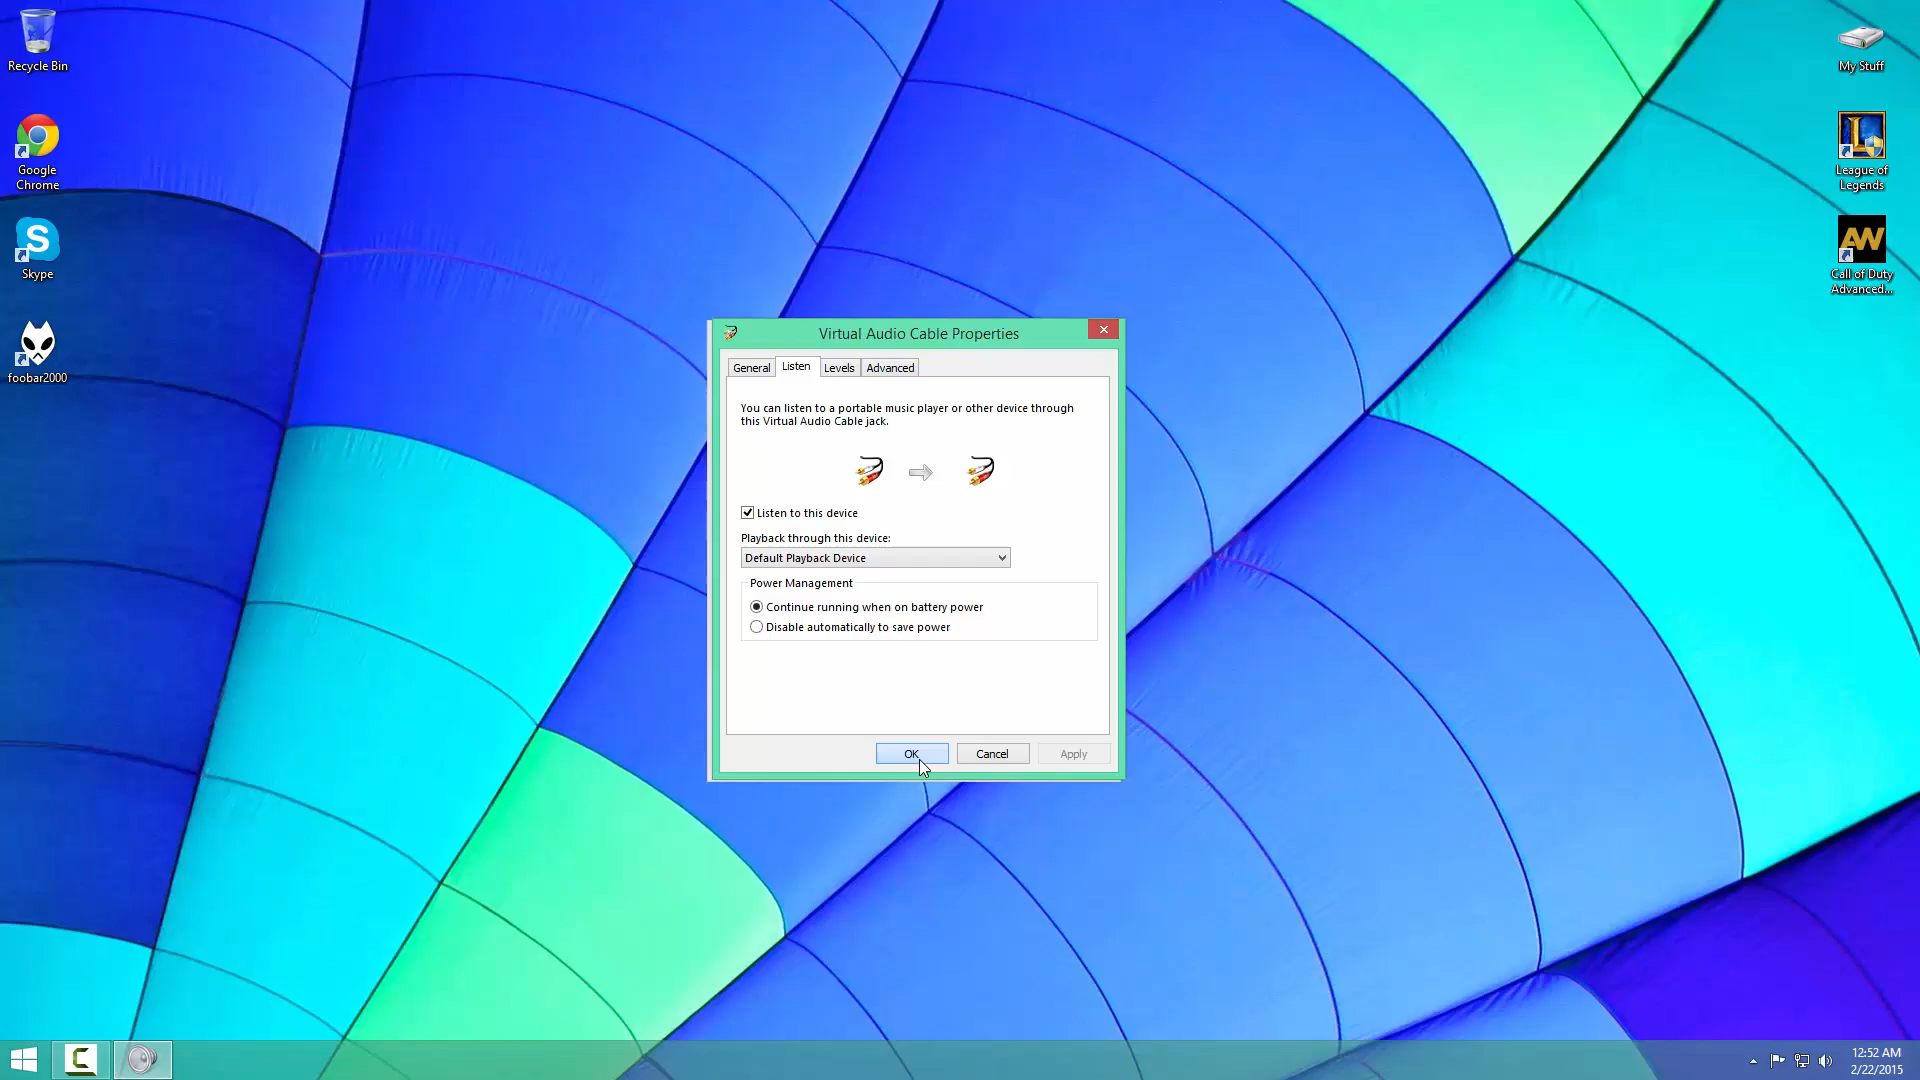 Recycle Bin
Google
Chrome
Skype
foobar2000
My Stuff
League of
Legends
AW
Call of Duty
Advanced...
Virtual Audio Cable Properties
General
Listen
Levels
Advanced
You can listen to a portable music player or other device through
this Virtual Audio Cable jack.
Listen to this device
Playback through this device:
Default Playback Device
Power Management
Continue running when on battery power
Disable automatically to save power
OK
Cancel
Apply
12:52 AM
2/22/2015